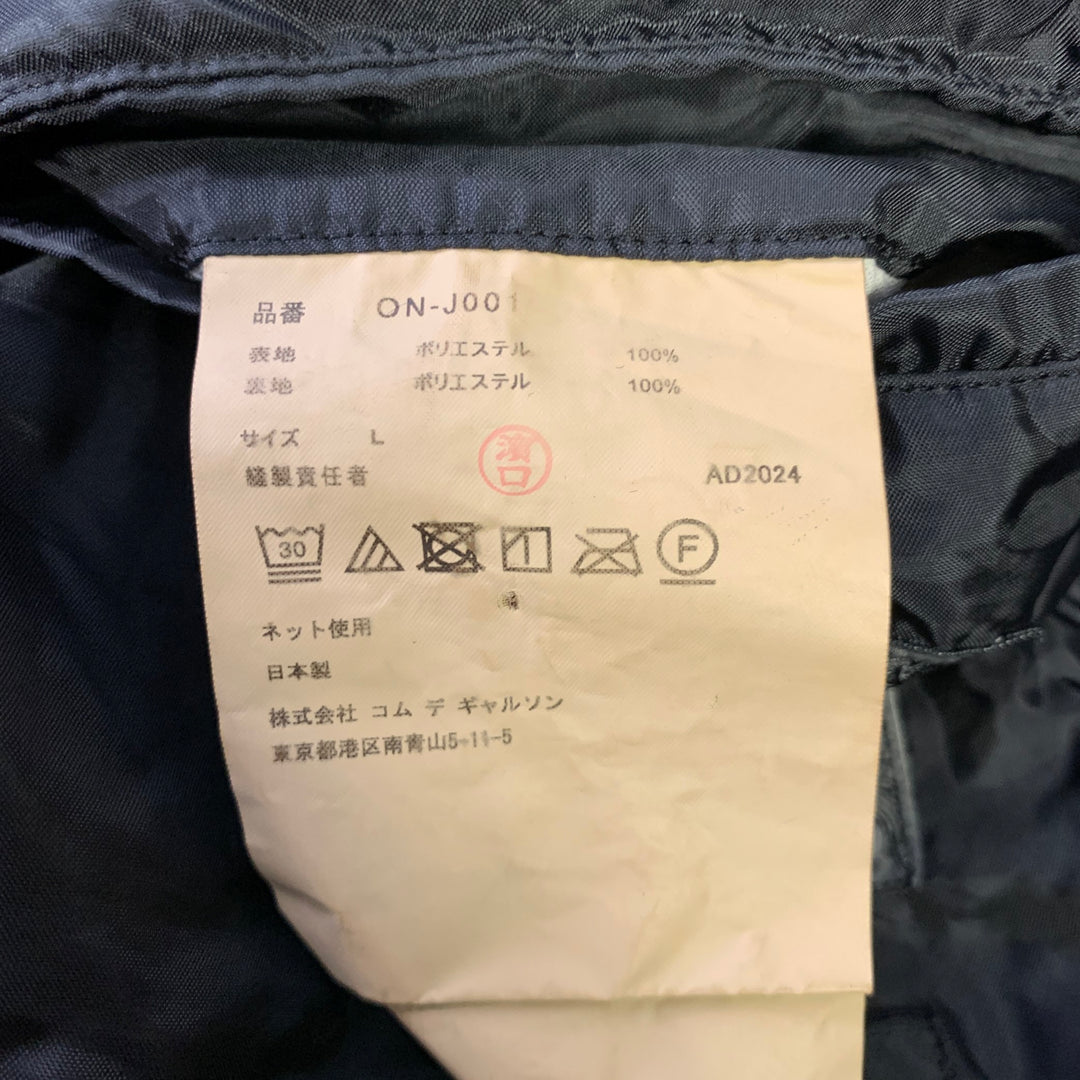 品番 ON-J001
表地 ポリエステル 100%
裏地 ポリエステル 100%
サイズ L
縫製責任者 濱口 AD2024
30 F
ネット使用
日本製
株式会社 コム デ ギャルソン
東京都港区南青山5-11-5